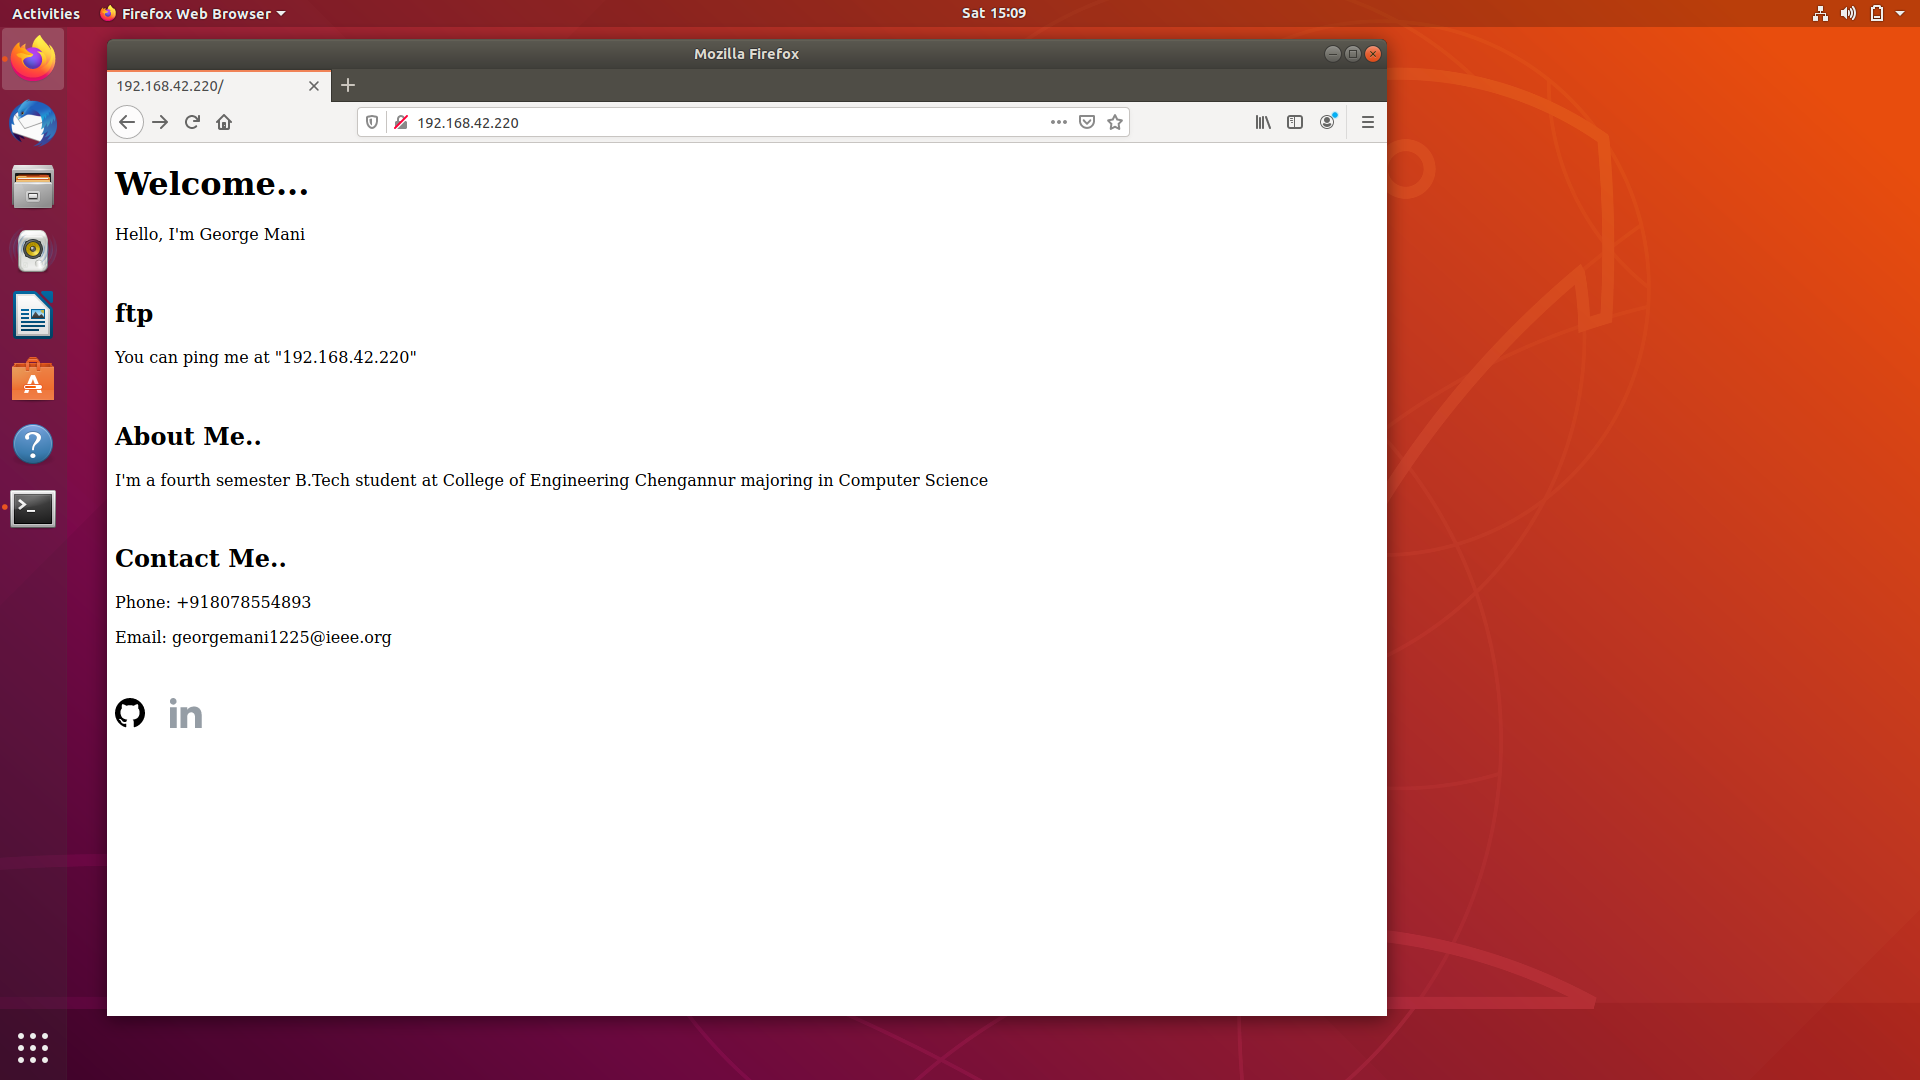 Activities
Firefox Web Browser
Sat 15:09
Mozilla Firefox
192.168.42.220/
192.168.42.220
Welcome...
Hello, I'm George Mani
ftp
You can ping me at "192.168.42.220"
About Me..
I'm a fourth semester B.Tech student at College of Engineering Chengannur majoring in Computer Science
Contact Me..
Phone: +918078554893
Email: georgemani1225@ieee.org
in